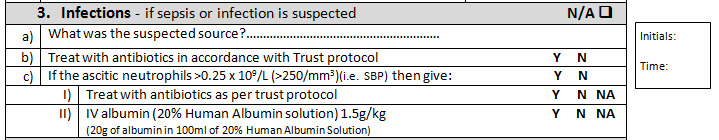 3. Infections - if sepsis or infection is suspected N/A ☐
a) What was the suspected source?............................................................
b) Treat with antibiotics in accordance with Trust protocol Y N
c) If the ascitic neutrophils >0.25 x 10⁹/L (>250/mm³)(i.e. SBP) then give: Y N
I) Treat with antibiotics as per trust protocol Y N NA
II) IV albumin (20% Human Albumin solution) 1.5g/kg Y N NA
(20g of albumin in 100ml of 20% Human Albumin Solution)
Initials:
Time: